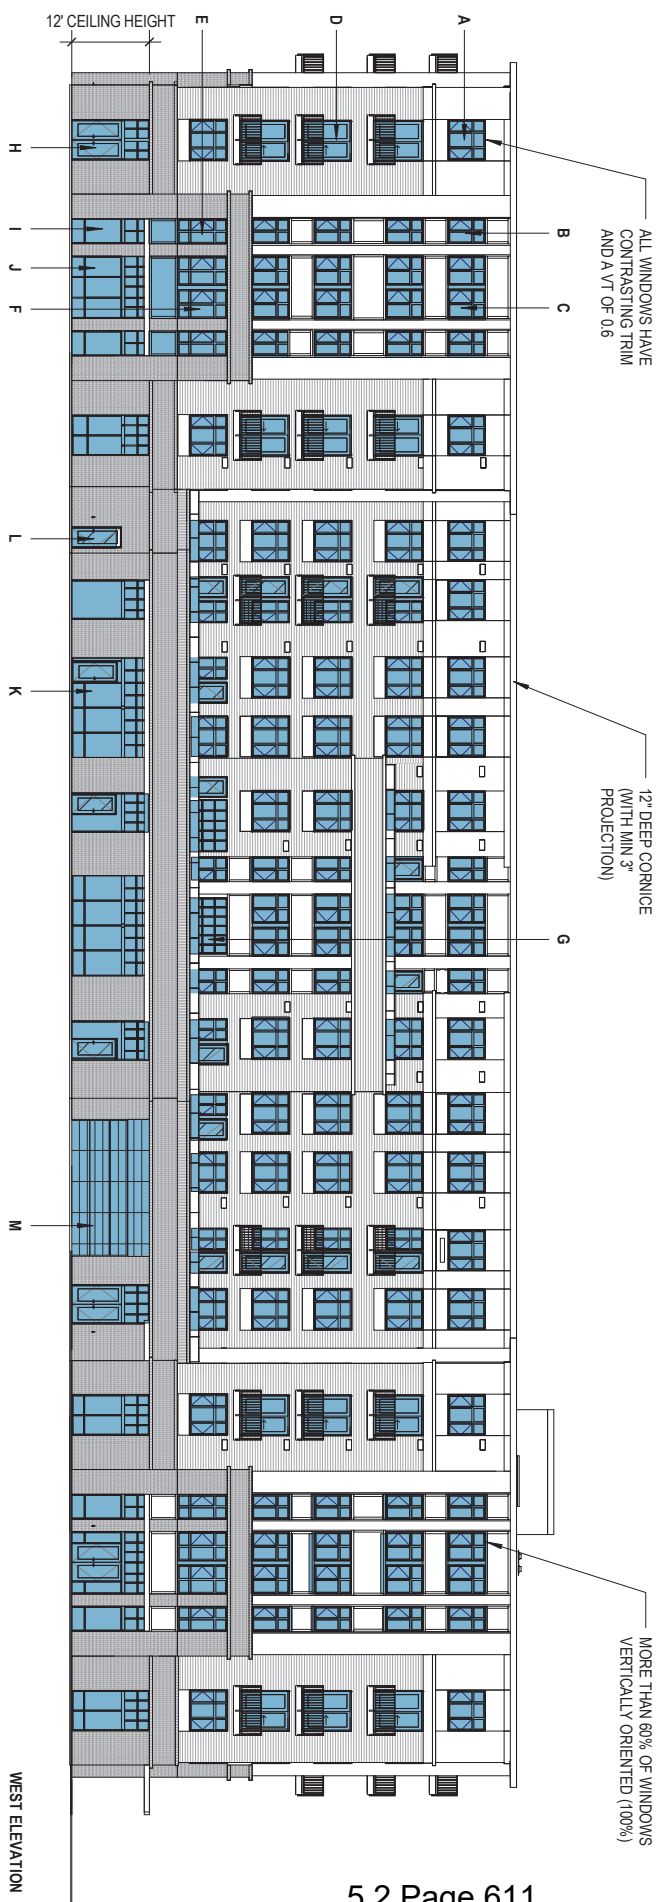 ALL WINDOWS HAVE
CONTRASTING TRIM
AND A VT OF 0.6
12" DEEP CORNICE
(WITH MIN 3"
PROJECTION)
MORE THAN 60% OF WINDOWS
VERTICALLY ORIENTED (100%)
A
B
C
G
D
E
12' CEILING HEIGHT
H
I
J
F
L
K
M
WEST ELEVATION
5.2 Page 611